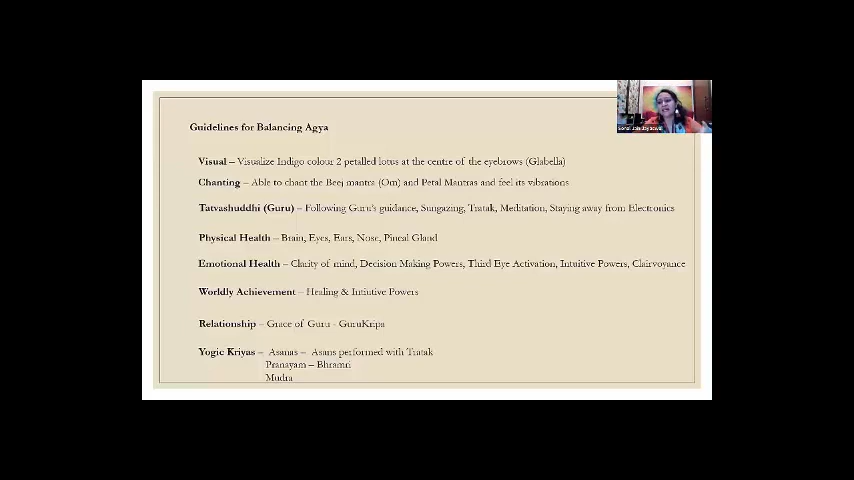 Guidelines for Balancing Agya
Visual – Visualize Indigo colour 2 petalled lotus at the centre of the eyebrows (Glabella)
Chanting – Able to chant the Beej mantra (Om) and Petal Mantras and feel its vibrations
Tatvashuddhi (Guru) – Following Guru's guidance, Sungazing, Tratak, Meditation, Staying away from Electronics
Physical Health – Brain, Eyes, Ears, Nose, Pineal Gland
Emotional Health – Clarity of mind, Decision Making Powers, Third Eye Activation, Intuitive Powers, Clairvoyance
Worldly Achievement – Healing & Intiutive Powers
Relationship – Grace of Guru - GuruKripa
Yogic Kriyas – Asanas – Asans performed with Tratak
Pranayam – Bhramri
Mudra